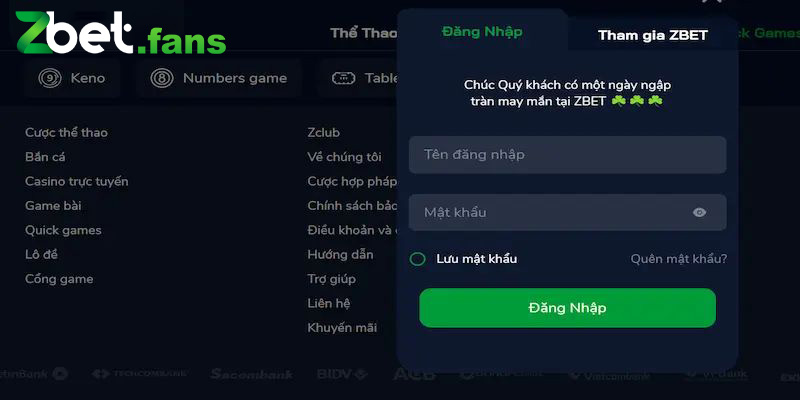 Zbet.fans
Thể Thao
Đăng Nhập
Tham gia ZBET
ck Games
Keno
Numbers game
Table
Chúc Quý khách có một ngày ngập
tràn may mắn tại ZBET
Cược thể thao
Bắn cá
Casino trực tuyến
Game bài
Quick games
Lô đề
Cổng game
Zclub
Về chúng tôi
Cược hợp pháp
Chính sách bảo
Điều khoản và
Hướng dẫn
Trợ giúp
Liên hệ
Khuyến mãi
Tên đăng nhập
Mật khẩu
Lưu mật khẩu
Quên mật khẩu?
Đăng Nhập
TECHCOMBANK
Sacombank
BIDV
ACB
Vietcombank